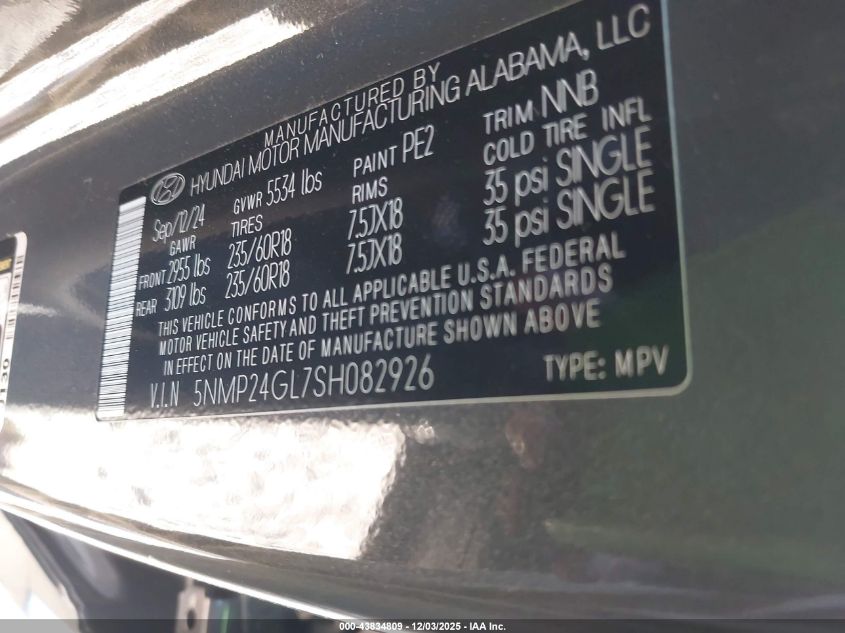 MANUFACTURED BY
HYUNDAI MOTOR MANUFACTURING ALABAMA, LLC
Sep/12/24 GVWR 5534 lbs PAINT PE2 TRIM NNB
GAWR TIRES RIMS COLD TIRE INFL
FRONT 2955 lbs 235/60R18 7.5JX18 35 psi SINGLE
REAR 3109 lbs 235/60R18 7.5JX18 35 psi SINGLE
THIS VEHICLE CONFORMS TO ALL APPLICABLE U.S.A. FEDERAL
MOTOR VEHICLE SAFETY AND THEFT PREVENTION STANDARDS
IN EFFECT ON THE DATE OF MANUFACTURE SHOWN ABOVE
V.I.N 5NMP24GL7SH082926 TYPE: MPV
000-43834809 - 12/03/2025 - IAA Inc.